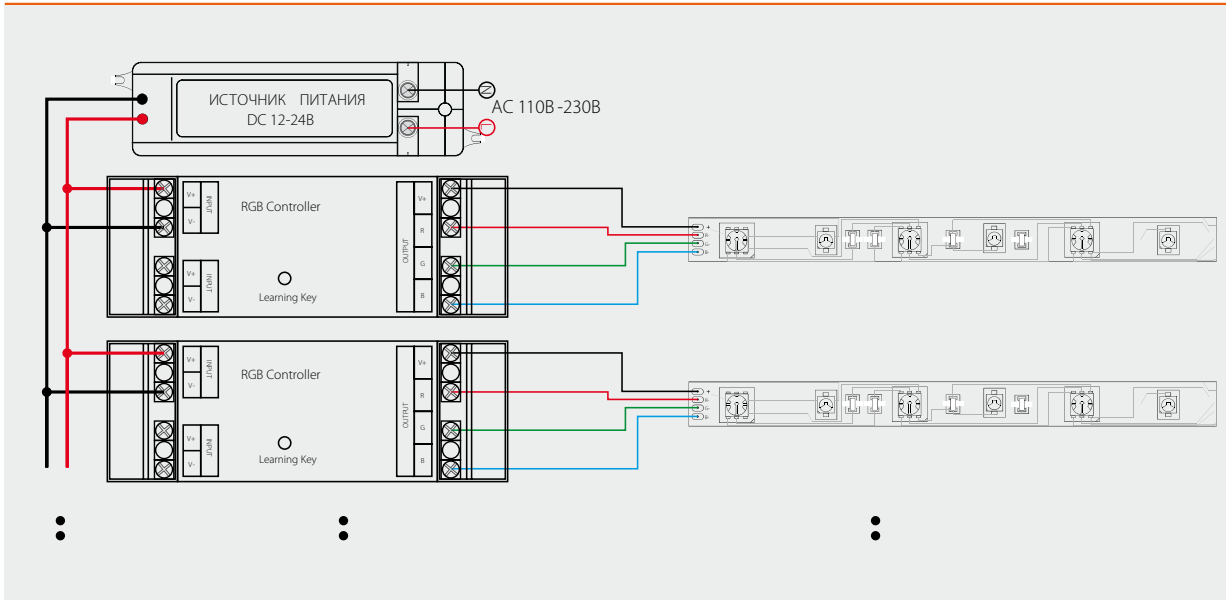 ИСТОЧНИК ПИТАНИЯ
DC 12-24В
N
L
AC 110В -230В
V+
V-
INPUT
RGB Controller
V+
V-
INPUT
Learning Key
OUTPUT
V+
R
G
B
+
R-
G-
B-
V+
V-
INPUT
RGB Controller
V+
V-
INPUT
Learning Key
OUTPUT
V+
R
G
B
+
R-
G-
B-